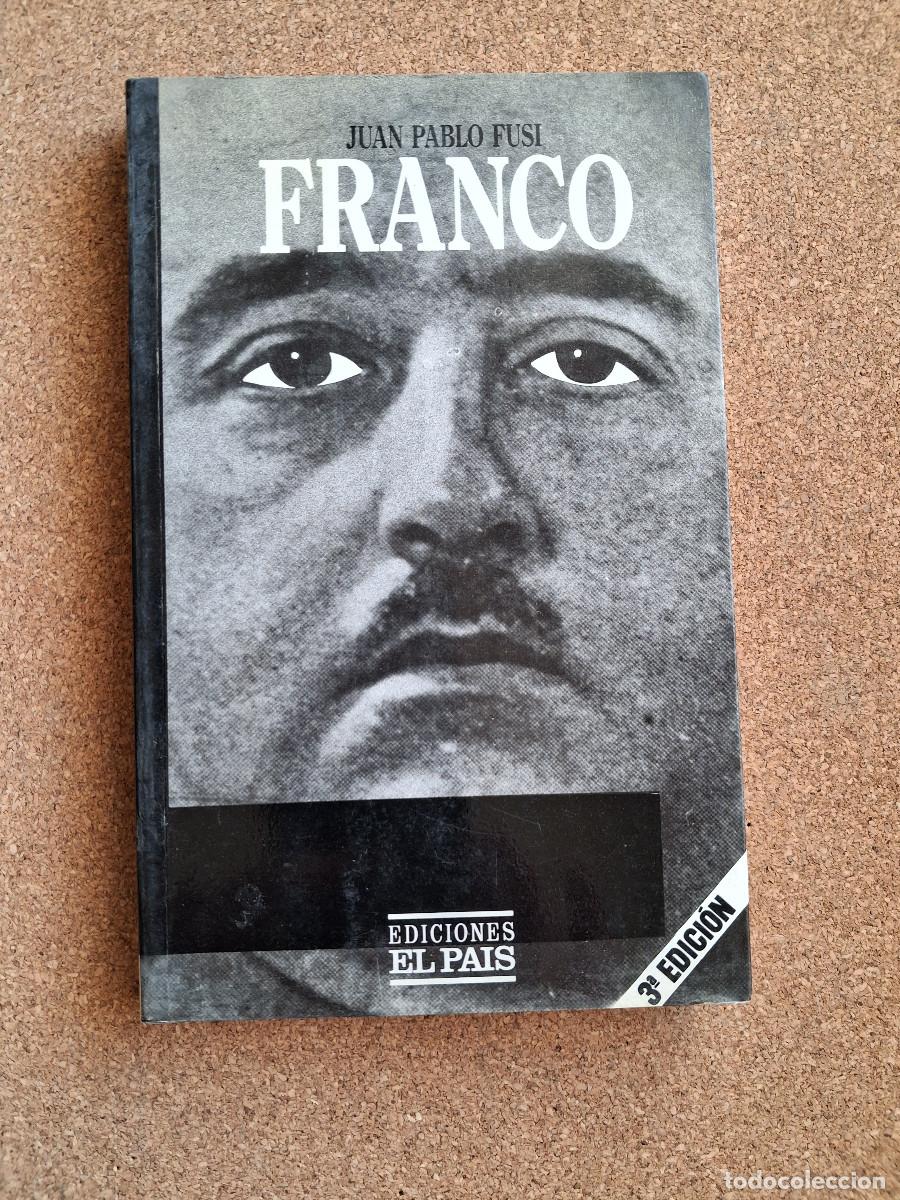 JUAN PABLO FUSI
FRANCO
EDICIONES
EL PAIS
3ª EDICIÓN
todocoleccion